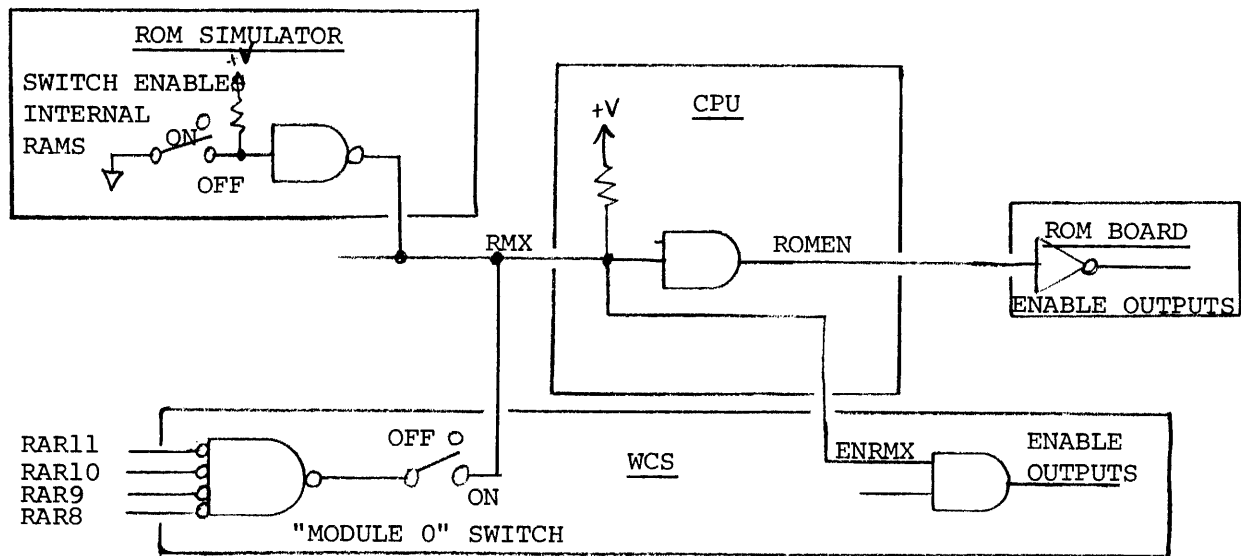 ROM SIMULATOR
+V
SWITCH ENABLES
INTERNAL
RAMS
ON
OFF
CPU
+V
RMX
ROMEN
ROM BOARD
ENABLE OUTPUTS
RAR11
RAR10
RAR9
RAR8
OFF
ON
"MODULE 0" SWITCH
WCS
ENRMX
ENABLE
OUTPUTS